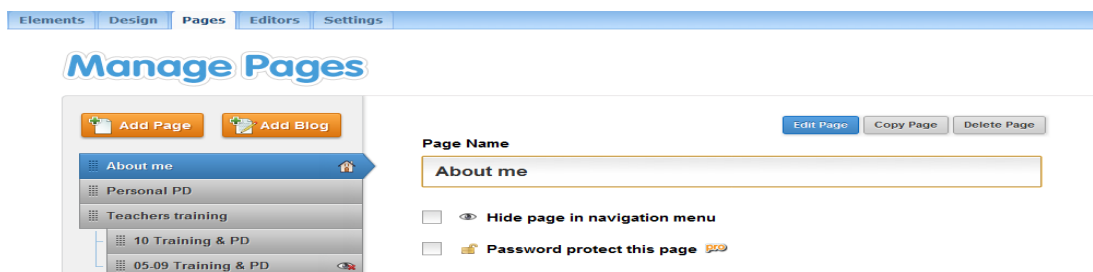 Elements Design Pages Editors Settings
Manage Pages
Add Page Add Blog
Edit Page Copy Page Delete Page
Page Name
About me
About me
Personal PD
Teachers training
Hide page in navigation menu
10 Training & PD
Password protect this page pro
05-09 Training & PD